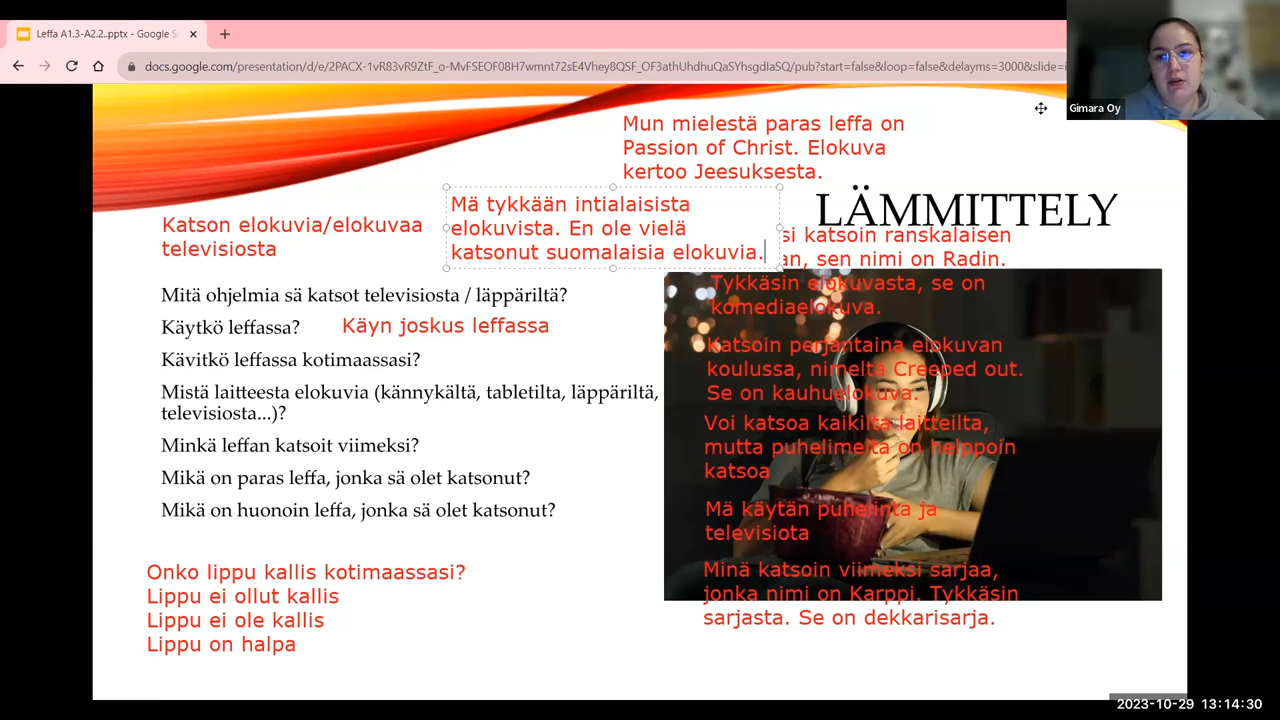 Leffa A1.3-A2.2..pptx - Google S
docs.google.com/presentation/d/e/2PACX-1vR83vR9ZtF_o-MvFSPOF08H7wmnt72sE4Vhey8QSF_OF3athUhdhuQaSYhsgdIaSQ/pub?start=false&loop=false&delayms=3000&slide=i
Gimara Oy
Mun mielestä paras leffa on
Passion of Christ. Elokuva
kertoo Jeesuksesta.
LÄMMITTELY
Mä tykkään intialaisista
elokuvista. En ole vielä
katsonut suomalaisia elokuvia.
Katson elokuvia/elokuvaa
televisiosta
si katsoin ranskalaisen
an, sen nimi on Radin.
Tykkäsin elokuvasta, se on
komediaelokuva.
Mitä ohjelmia sä katsot televisiosta / läppäriltä?
Käytkö leffassa?
Käyn joskus leffassa
Kävitkö leffassa kotimaassasi?
Mistä laitteesta elokuvia (kännykältä, tabletilta, läppäriltä,
televisiosta...)?
Minkä leffan katsoit viimeksi?
Mikä on paras leffa, jonka sä olet katsonut?
Mikä on huonoin leffa, jonka sä olet katsonut?
Katsoin perjantaina elokuvan
koulussa, nimeltä Creeped out.
Se on kauhuelokuva.
Voi katsoa kaikilta laitteilta,
mutta puhelimelta on helppoin
katsoa
Mä käytän puhelinta ja
televisiota
Minä katsoin viimeksi sarjaa,
jonka nimi on Karppi. Tykkäsin
sarjasta. Se on dekkarisarja.
Onko lippu kallis kotimaassasi?
Lippu ei ollut kallis
Lippu ei ole kallis
Lippu on halpa
2023-10-29 13:14:30